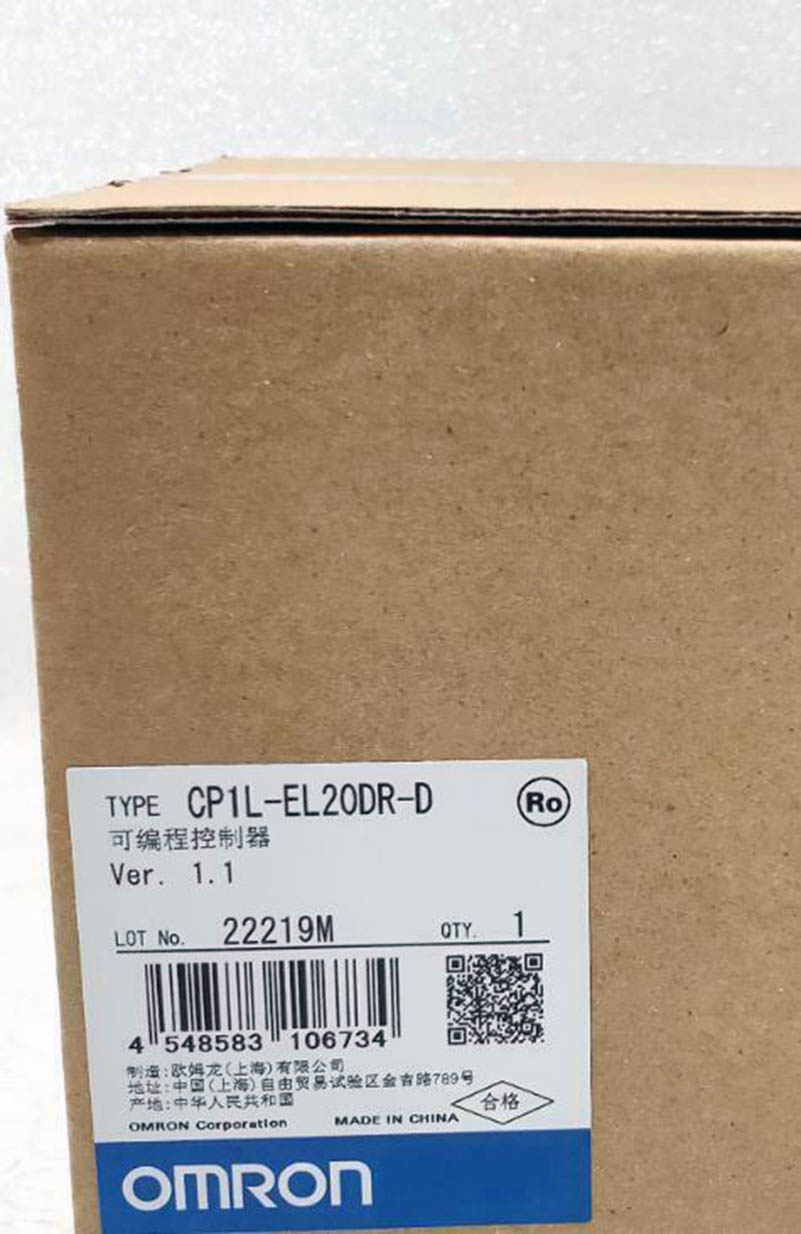 TYPE CP1L-EL20DR-D
Ro
可编程控制器
Ver. 1.1
LOT No. 22219M QTY. 1
4 548583 106734
制造:欧姆龙(上海)有限公司
地址:中国(上海)自由贸易试验区金吉路789号
产地:中华人民共和国
合格
OMRON Corporation MADE IN CHINA
OMRON